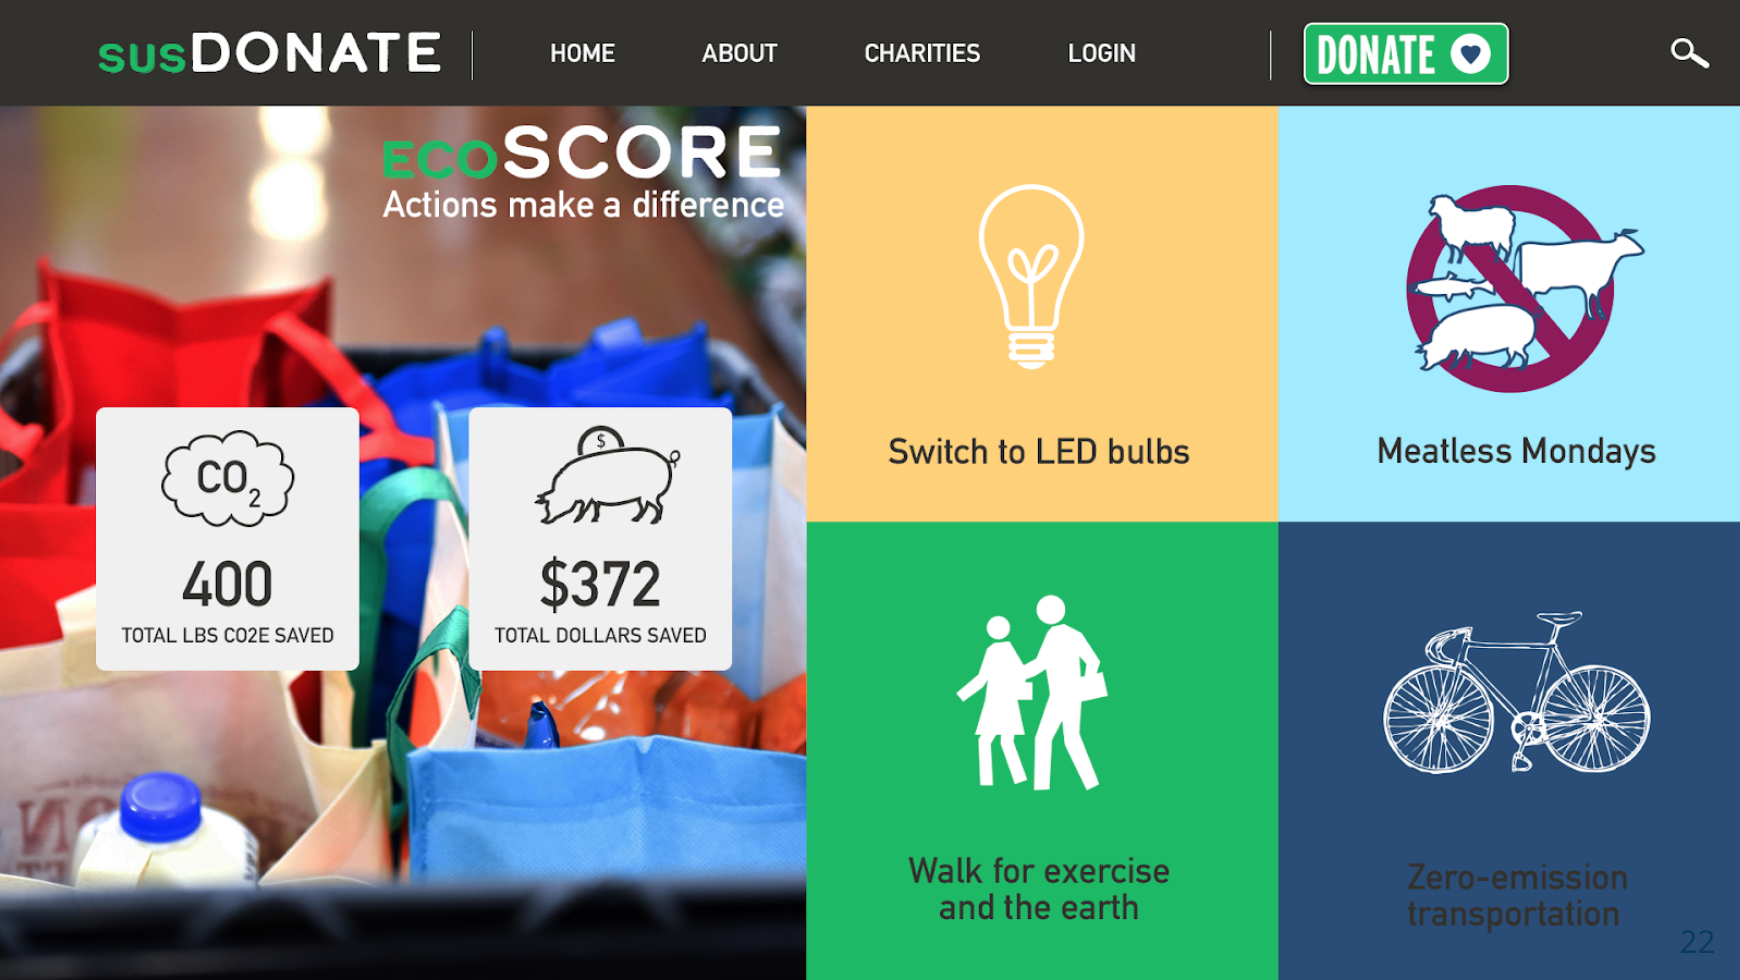 susDONATE
HOME
ABOUT
CHARITIES
LOGIN
DONATE
ECOSCORE
Actions make a difference
CO2
400
TOTAL LBS CO2E SAVED
$
$372
TOTAL DOLLARS SAVED
Switch to LED bulbs
Meatless Mondays
Walk for exercise
and the earth
Zero-emission
transportation
22